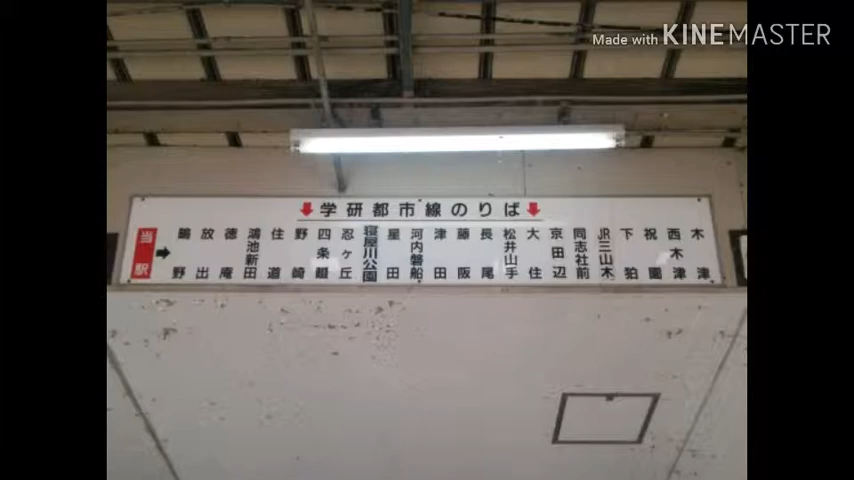 Made with KINEMASTER
学研都市線のりば
当駅
鴫野
放出
徳庵
鴻池新田
住道
野崎
四条畷
忍ヶ丘
寝屋川公園
星田
河内磐船
津田
藤阪
長尾
松井山手
大住
京田辺
同志社前
JR三山木
下狛
祝園
西木津
木津